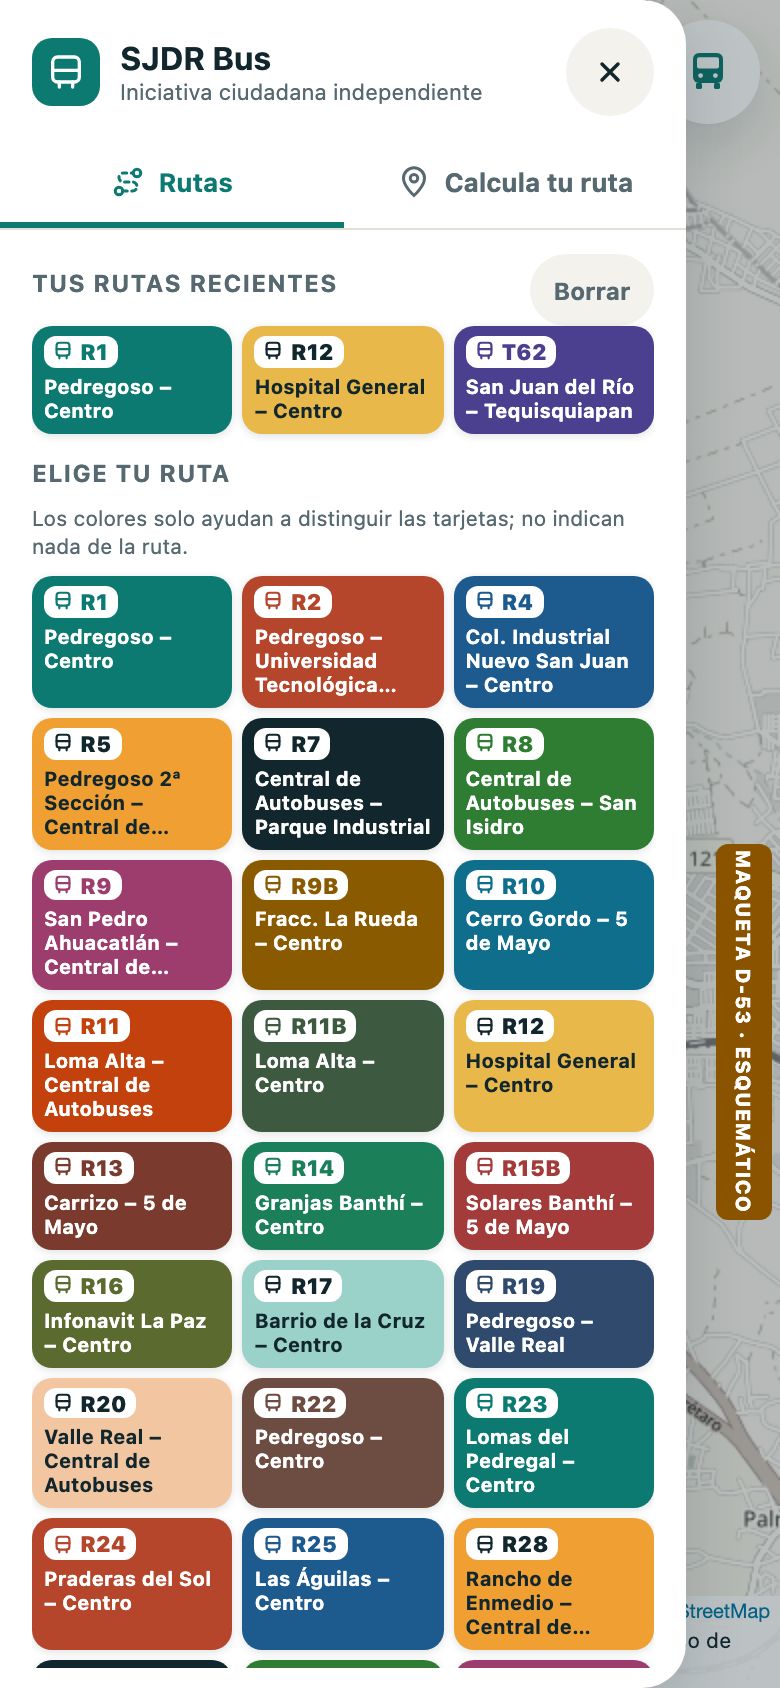 SJDR Bus
Iniciativa ciudadana independiente
Rutas
Calcula tu ruta
TUS RUTAS RECIENTES
Borrar
R1
Pedregoso –
Centro
R12
Hospital General
– Centro
T62
San Juan del Río
– Tequisquiapan
ELIGE TU RUTA
Los colores solo ayudan a distinguir las tarjetas; no indican
nada de la ruta.
R1
Pedregoso –
Centro
R2
Pedregoso –
Universidad
Tecnológica...
R4
Col. Industrial
Nuevo San Juan
– Centro
R5
Pedregoso 2ª
Sección –
Central de...
R7
Central de
Autobuses –
Parque Industrial
R8
Central de
Autobuses – San
Isidro
R9
San Pedro
Ahuacatlán –
Central de...
R9B
Fracc. La Rueda
– Centro
R10
Cerro Gordo – 5
de Mayo
R11
Loma Alta –
Central de
Autobuses
R11B
Loma Alta –
Centro
R12
Hospital General
– Centro
R13
Carrizo – 5 de
Mayo
R14
Granjas Banthí –
Centro
R15B
Solares Banthí –
5 de Mayo
R16
Infonavit La Paz
– Centro
R17
Barrio de la Cruz
– Centro
R19
Pedregoso –
Valle Real
R20
Valle Real –
Central de
Autobuses
R22
Pedregoso –
Centro
R23
Lomas del
Pedregal –
Centro
R24
Praderas del Sol
– Centro
R25
Las Águilas –
Centro
R28
Rancho de
Enmedio –
Central de...
MAQUETA D-53 · ESQUEMÁTICO
StreetMap
o de